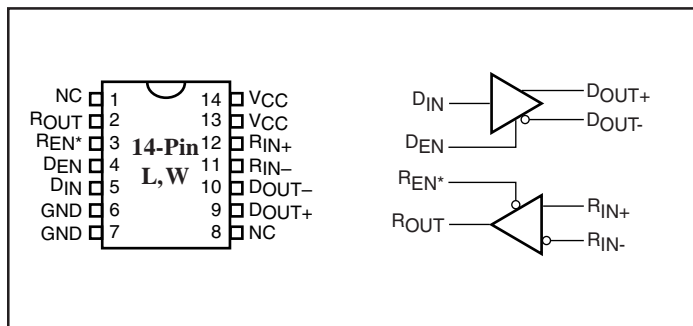 NC 1 14 VCC
ROUT 2 13 VCC
REN* 3 12 RIN+
DEN 4 11 RIN–
DIN 5 10 DOUT–
GND 6 9 DOUT+
GND 7 8 NC
14-Pin
L,W
DIN
DOUT+
DOUT-
DEN
REN*
ROUT
RIN+
RIN-